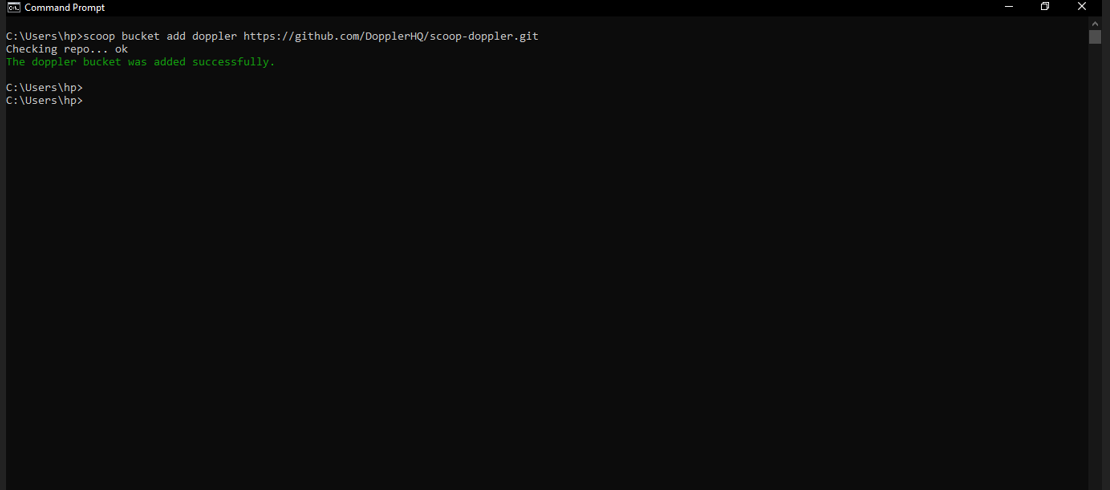 Command Prompt
C:\Users\hp>scoop bucket add doppler https://github.com/DopplerHQ/scoop-doppler.git
Checking repo... ok
The doppler bucket was added successfully.
C:\Users\hp>
C:\Users\hp>